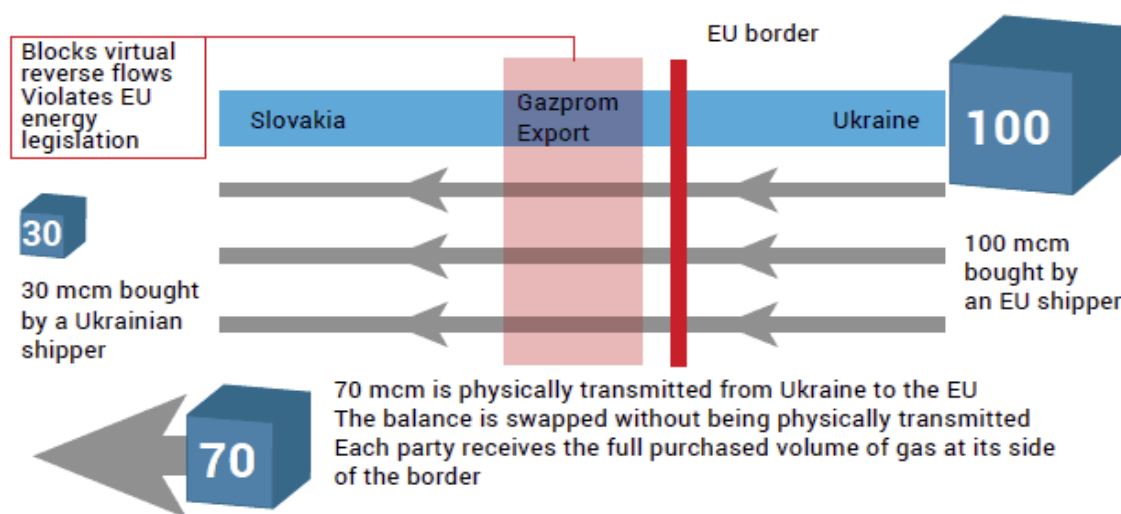 Blocks virtual
reverse flows
Violates EU
energy
legislation
EU border
Slovakia
Gazprom
Export
Ukraine
100
30
30 mcm bought
by a Ukrainian
shipper
100 mcm
bought by
an EU shipper
70
70 mcm is physically transmitted from Ukraine to the EU
The balance is swapped without being physically transmitted
Each party receives the full purchased volume of gas at its side
of the border